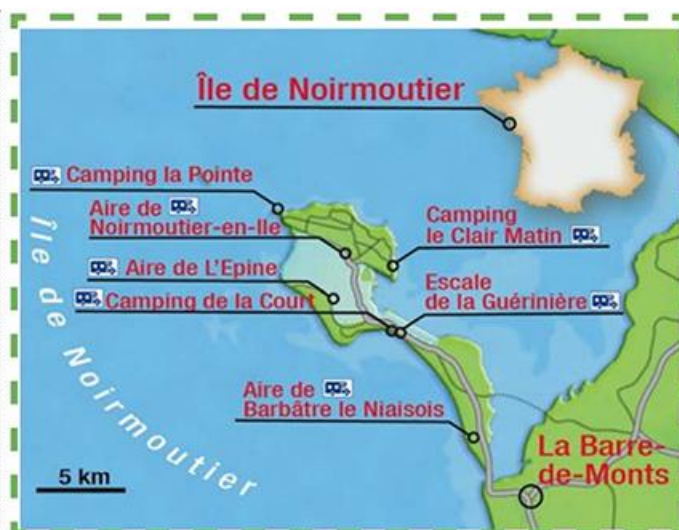 Île de Noirmoutier
Camping la Pointe
Aire de
Noirmoutier-en-Ile
Camping
le Clair Matin
Aire de L'Epine
Camping de la Court
Escale
de la Guérinière
Aire de
Barbâtre le Niaisois
La Barre-
de-Monts
Île de Noirmoutier
5 km